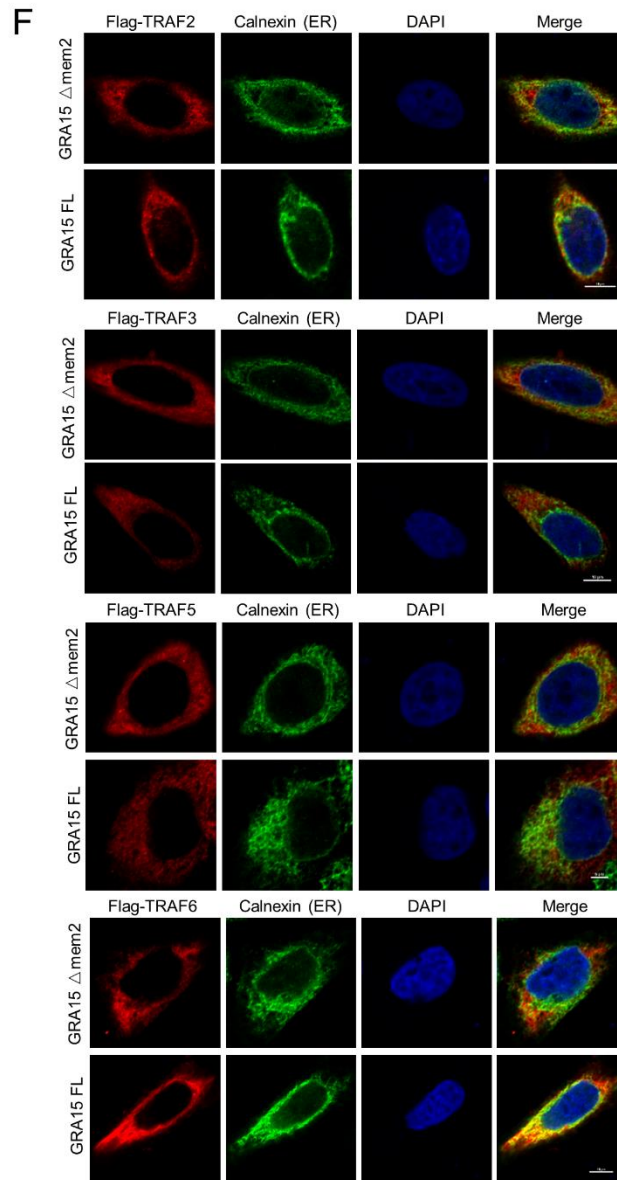 F
Flag-TRAF2 Calnexin (ER) DAPI Merge
GRA15 △mem2
GRA15 FL
Flag-TRAF3 Calnexin (ER) DAPI Merge
GRA15 △mem2
GRA15 FL
Flag-TRAF5 Calnexin (ER) DAPI Merge
GRA15 △mem2
GRA15 FL
Flag-TRAF6 Calnexin (ER) DAPI Merge
GRA15 △mem2
GRA15 FL